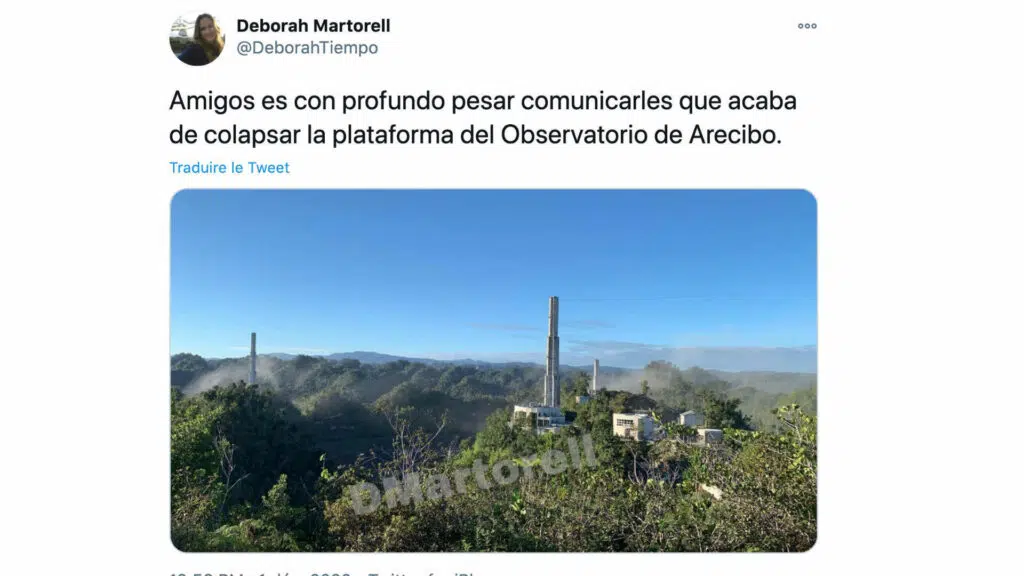 Deborah Martorell
@DeborahTiempo
Amigos es con profundo pesar comunicarles que acaba
de colapsar la plataforma del Observatorio de Arecibo.
Traduire le Tweet
DMartorell